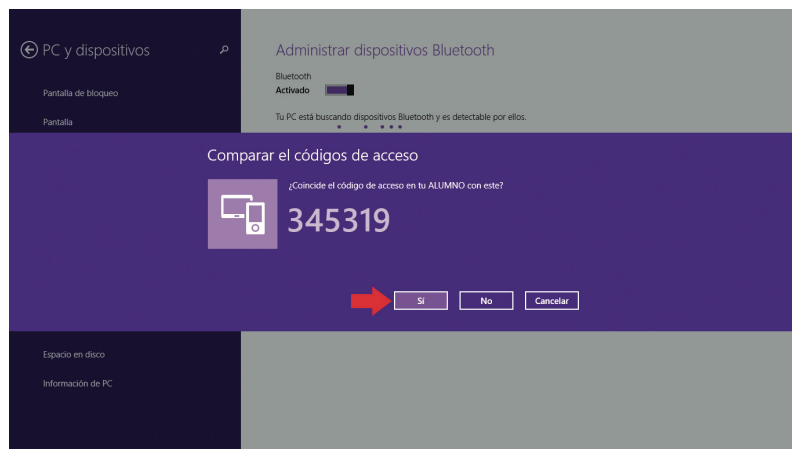 PC y dispositivos
Pantalla de bloqueo
Pantalla
Administrar dispositivos Bluetooth
Bluetooth
Activado
Tu PC está buscando dispositivos Bluetooth y es detectable por ellos.
Comparar el códigos de acceso
¿Coincide el código de acceso en tu ALUMNO con este?
345319
Sí No Cancelar
Espacio en disco
Información de PC